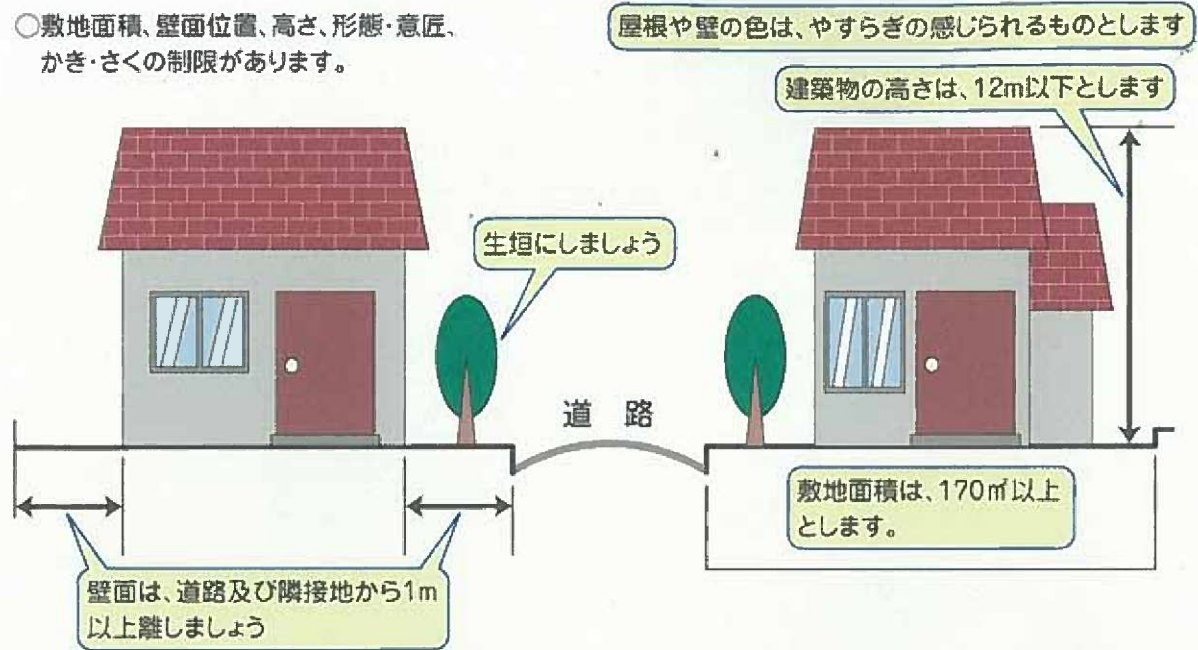 ○敷地面積、壁面位置、高さ、形態・意匠、
かき・さくの制限があります。
屋根や壁の色は、やすらぎの感じられるものとします
建築物の高さは、12m以下とします
生垣にしましょう
道 路
敷地面積は、170㎡以上
とします。
壁面は、道路及び隣接地から1m
以上離しましょう